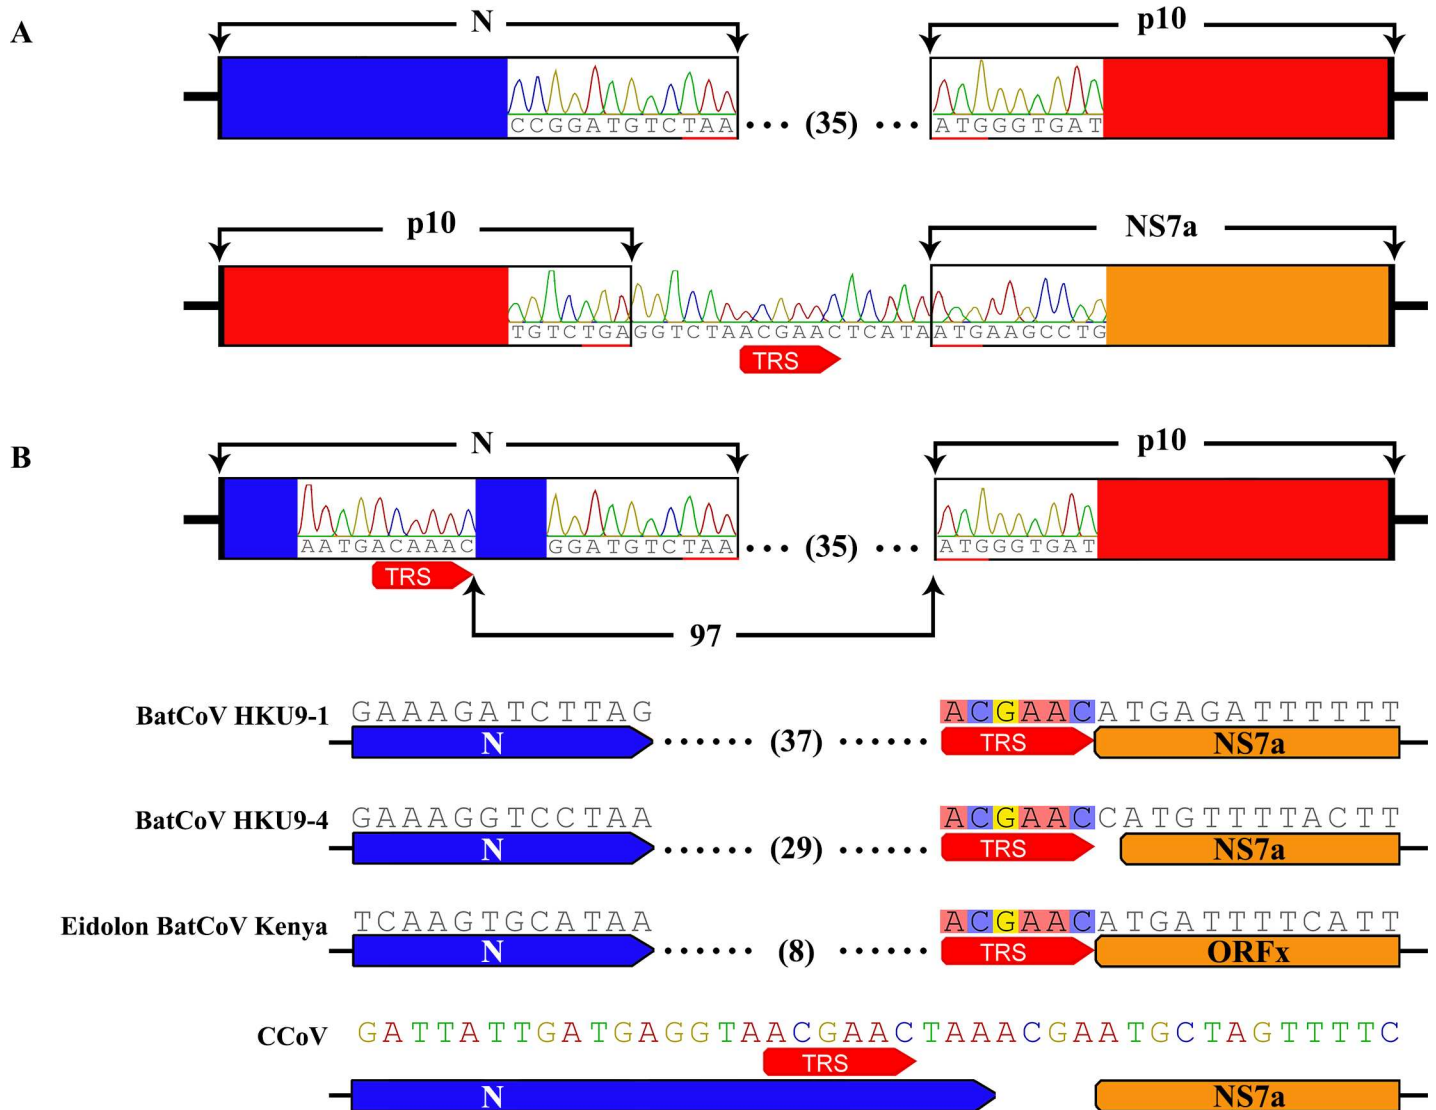 A
N
p10
CCGGATGTCTAA ... (35) ... ATGGGTGAT
p10
NS7a
TGTCTGAGGTCTAACGAACTCATAATGAAGCCTG
TRS
B
N
p10
AATGACAAAC GGATGTCTAA ... (35) ... ATGGGTGAT
TRS
97
BatCoV HKU9-1 GAAAGATCTTAG ACGAACATGAGATTTTTT
N ...... (37) ...... TRS NS7a
BatCoV HKU9-4 GAAAGGTCCTAA ACGAACCATGTTTTACTT
N ...... (29) ...... TRS NS7a
Eidolon BatCoV Kenya TCAAGTGCATAA ACGAACATGATTTTCATT
N ...... (8) ...... TRS ORFx
CCoV GATTATTGATGAGGTAACGAACTAAACGAATGCTAGTTTTC
TRS
N NS7a